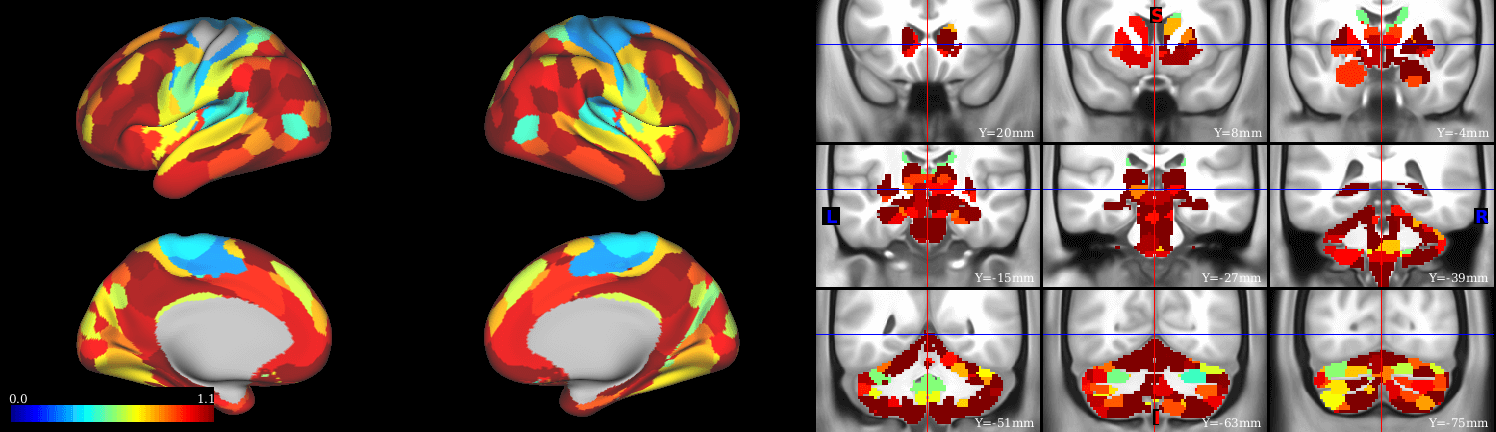 S
Y=20mm
Y=8mm
Y=-4mm
L
R
Y=-15mm
Y=-27mm
Y=-39mm
0.0 1.1
Y=-51mm
Y=-63mm
Y=-75mm